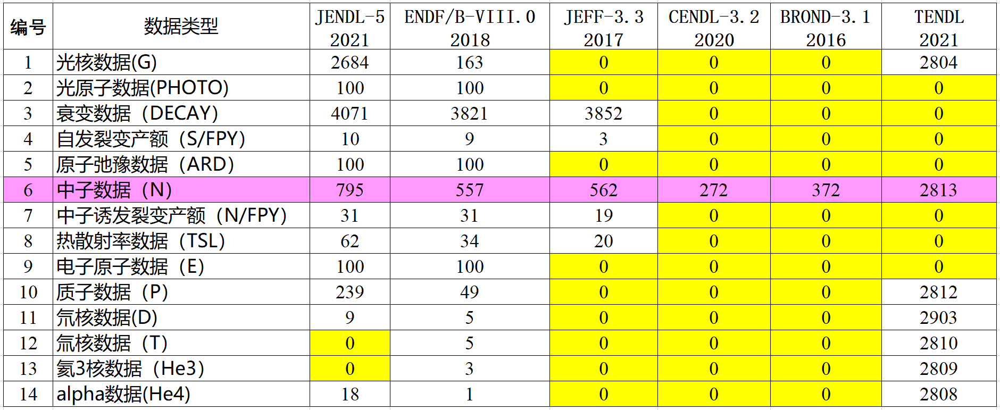 编号 数据类型 JENDL-5 2021 ENDF/B-VIII.0 2018 JEFF-3.3 2017 CENDL-3.2 2020 BROND-3.1 2016 TENDL 2021
1 光核数据(G) 2684 163 0 0 0 2804
2 光原子数据(PHOTO) 100 100 0 0 0 0
3 衰变数据（DECAY） 4071 3821 3852 0 0 0
4 自发裂变产额（S/FPY） 10 9 3 0 0 0
5 原子弛豫数据（ARD） 100 100 0 0 0 0
6 中子数据（N） 795 557 562 272 372 2813
7 中子诱发裂变产额（N/FPY） 31 31 19 0 0 0
8 热散射率数据（TSL） 62 34 20 0 0 0
9 电子原子数据（E） 100 100 0 0 0 0
10 质子数据（P） 239 49 0 0 0 2812
11 氘核数据(D) 9 5 0 0 0 2903
12 氚核数据（T） 0 5 0 0 0 2810
13 氦3核数据（He3） 0 3 0 0 0 2809
14 alpha数据(He4) 18 1 0 0 0 2808